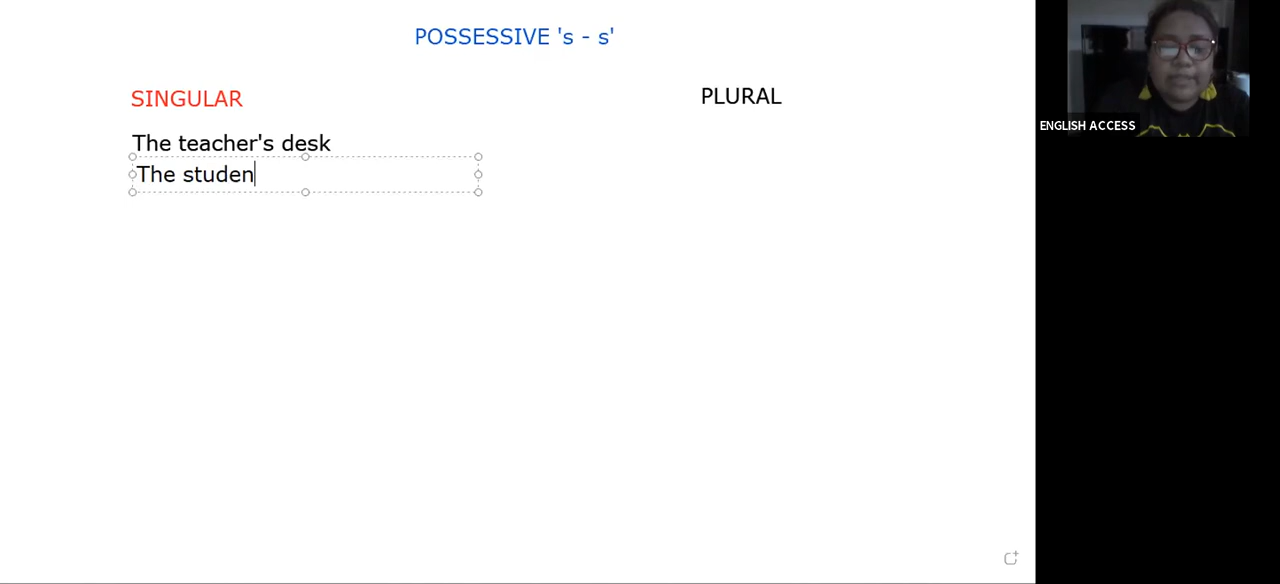 POSSESSIVE 's - s'
SINGULAR
PLURAL
The teacher's desk
The studen
ENGLISH ACCESS